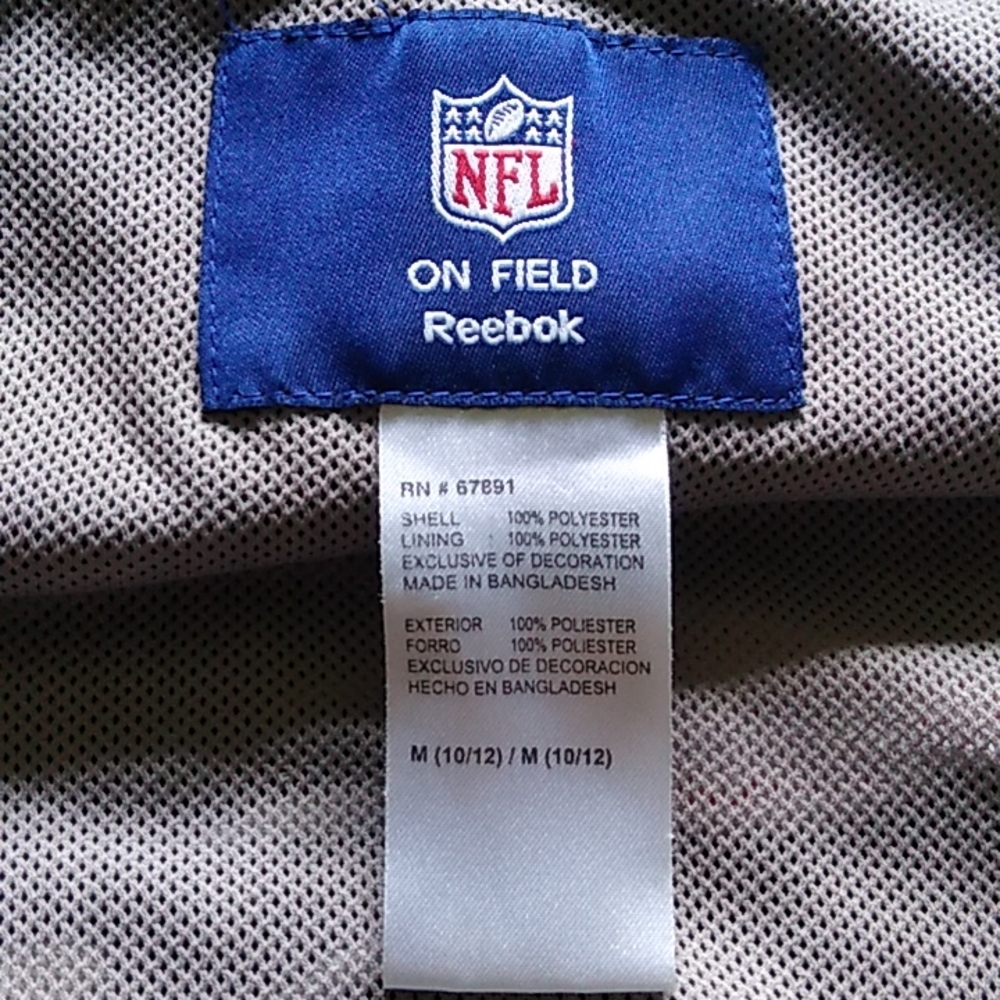 NFL
ON FIELD
Reebok
RN # 67891
SHELL 100% POLYESTER
LINING 100% POLYESTER
EXCLUSIVE OF DECORATION
MADE IN BANGLADESH
EXTERIOR 100% POLIESTER
FORRO 100% POLIESTER
EXCLUSIVO DE DECORACION
HECHO EN BANGLADESH
M (10/12) / M (10/12)